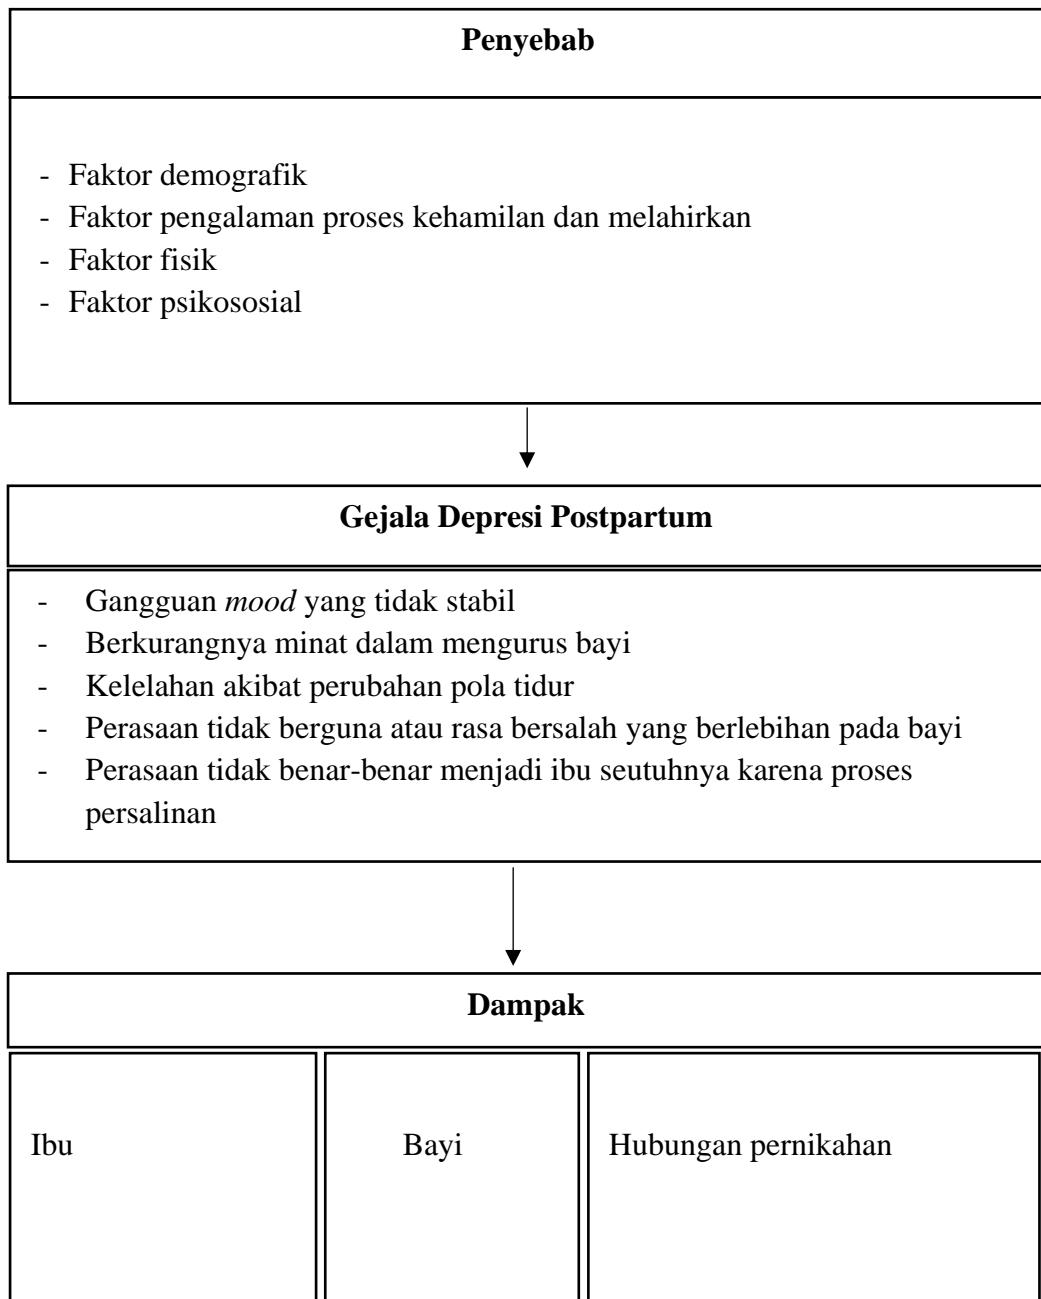 Penyebab
- Faktor demografik
- Faktor pengalaman proses kehamilan dan melahirkan
- Faktor fisik
- Faktor psikososial
Gejala Depresi Postpartum
- Gangguan mood yang tidak stabil
- Berkurangnya minat dalam mengurus bayi
- Kelelahan akibat perubahan pola tidur
- Perasaan tidak berguna atau rasa bersalah yang berlebihan pada bayi
- Perasaan tidak benar-benar menjadi ibu seutuhnya karena proses
persalinan
Dampak
Ibu
Bayi
Hubungan pernikahan